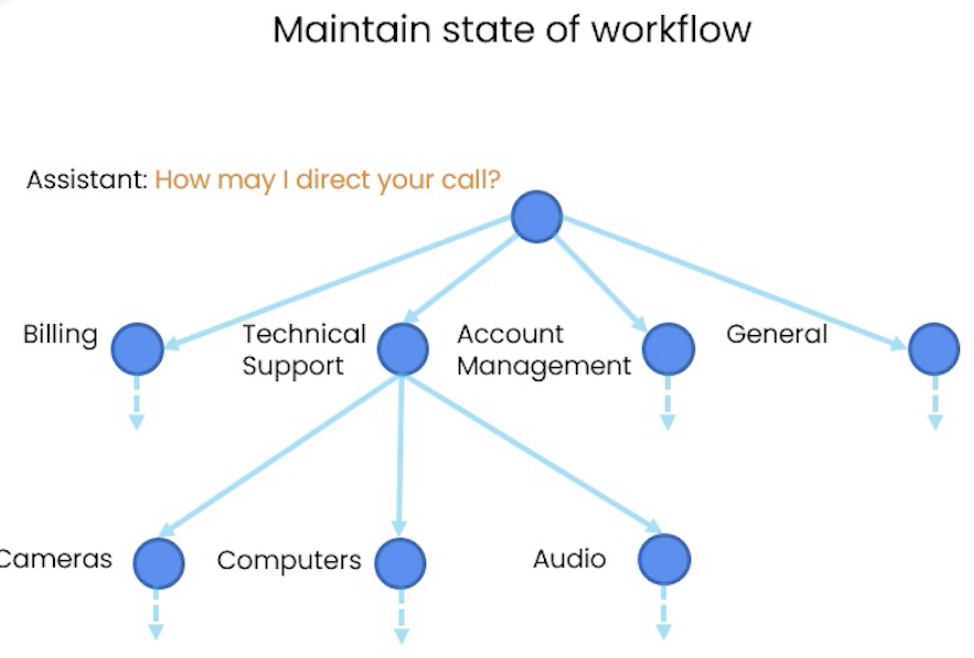 Maintain state of workflow
Assistant: How may I direct your call?
Billing
Technical
Support
Account
Management
General
Cameras
Computers
Audio